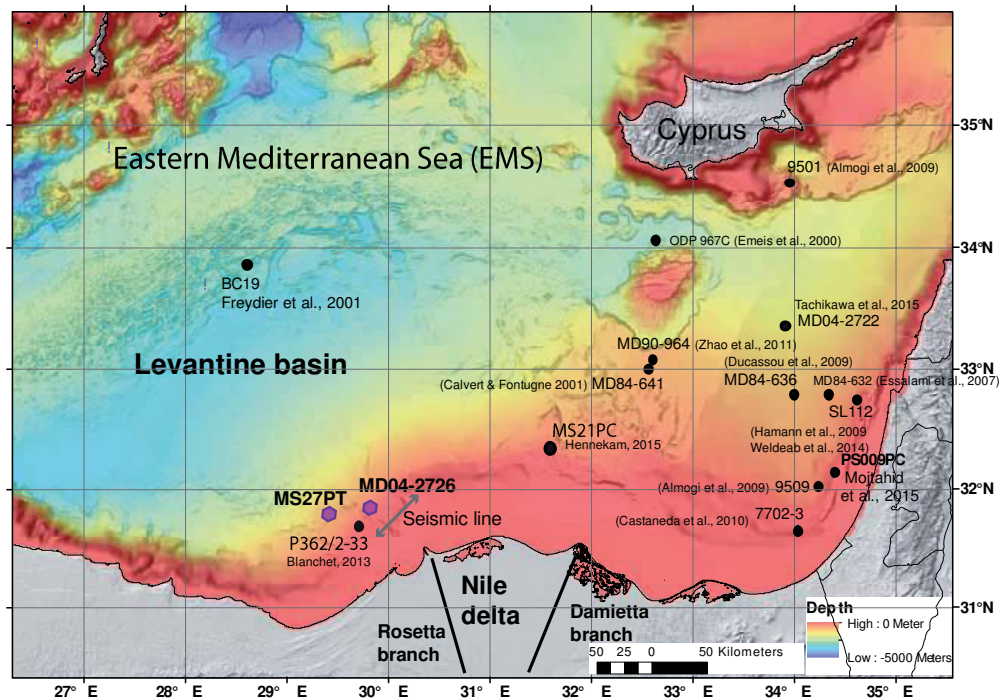 Cyprus
35°N
Eastern Mediterranean Sea (EMS)
9501 (Almogi et al., 2009)
ODP 967C (Emeis et al., 2000)
34°N
BC19
Freydier et al., 2001
Tachikawa et al., 2015
MD04-2722
MD90-964 (Zhao et al., 2011)
(Ducassou et al., 2009)
Levantine basin
33°N
(Calvert & Fontugne 2001) MD84-641
MD84-636
MD84-632 (Essalami et al., 2007)
SL112
MS21PC
Hennekam, 2015
(Hamann et al., 2009
Weldeab et al., 2014)
PS009PC
Mojtahid
et al., 2015
MS27PT
MD04-2726
(Almogi et al., 2009) 9509
32°N
Seismic line
(Castaneda et al., 2010)
7702-3
P362/2-33
Blanchet, 2013
Nile
delta
Rosetta
branch
Damietta
branch
31°N
Depth
High : 0 Meter
Low : -5000 Meters
50 25 0 50 Kilometers
27° E 28° E 29° E 30° E 31° E 32° E 33° E 34° E 35° E